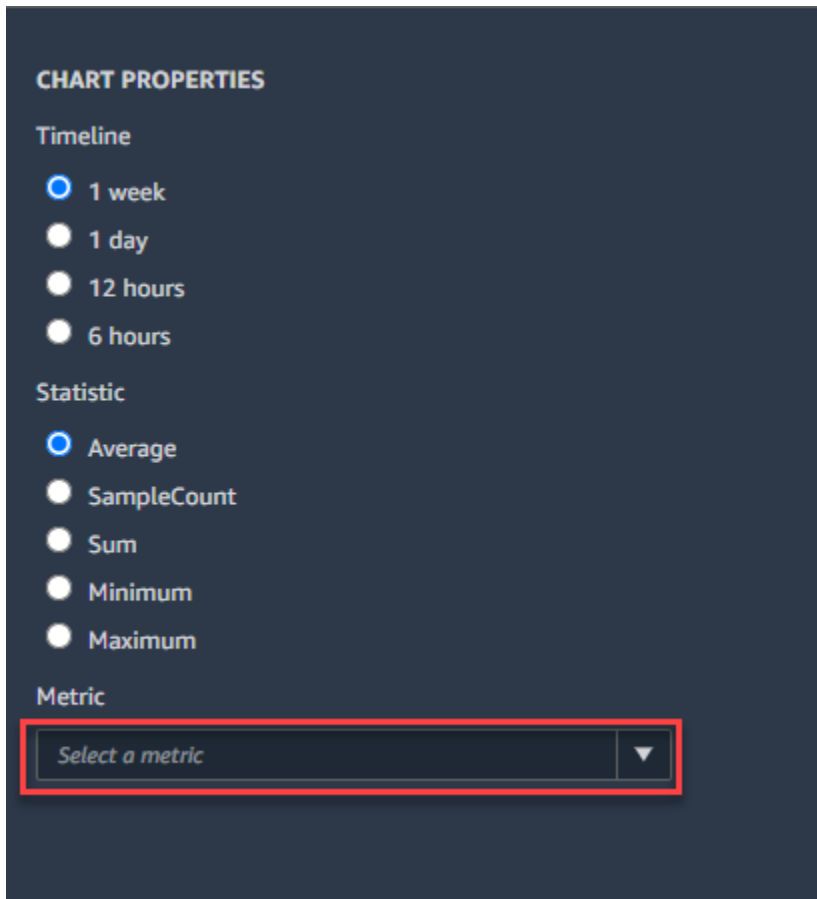 CHART PROPERTIES
Timeline
1 week
1 day
12 hours
6 hours
Statistic
Average
SampleCount
Sum
Minimum
Maximum
Metric
Select a metric